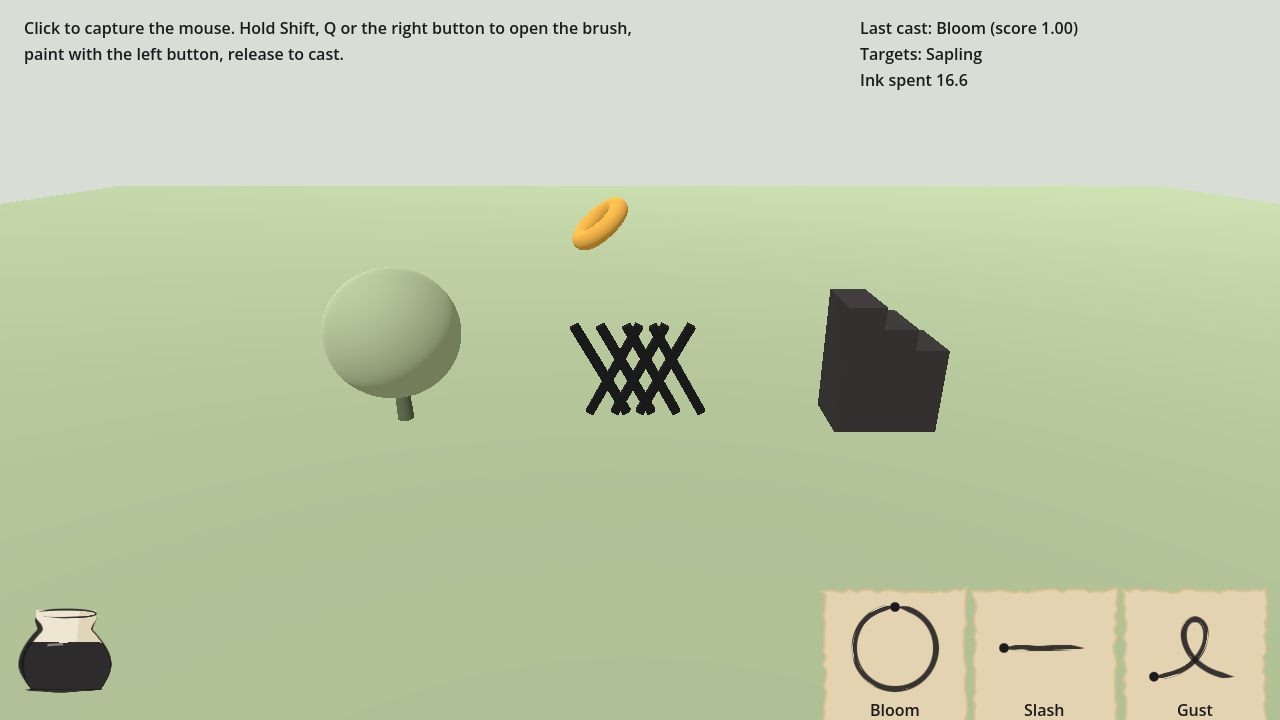 Click to capture the mouse. Hold Shift, Q or the right button to open the brush,
paint with the left button, release to cast.
Last cast: Bloom (score 1.00)
Targets: Sapling
Ink spent 16.6
Bloom
Slash
Gust